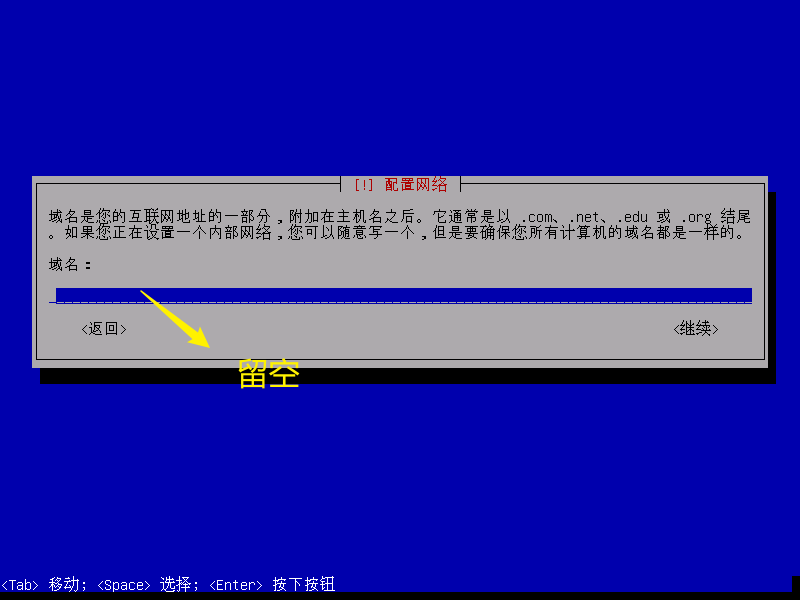 [!] 配置网络
域名是您的互联网地址的一部分,附加在主机名之后。它通常是以 .com、.net、.edu 或 .org 结尾
。如果您正在设置一个内部网络,您可以随意写一个,但是要确保您所有计算机的域名都是一样的。
域名：
<返回> <继续>
留空
<Tab> 移动; <Space> 选择; <Enter> 按下按钮